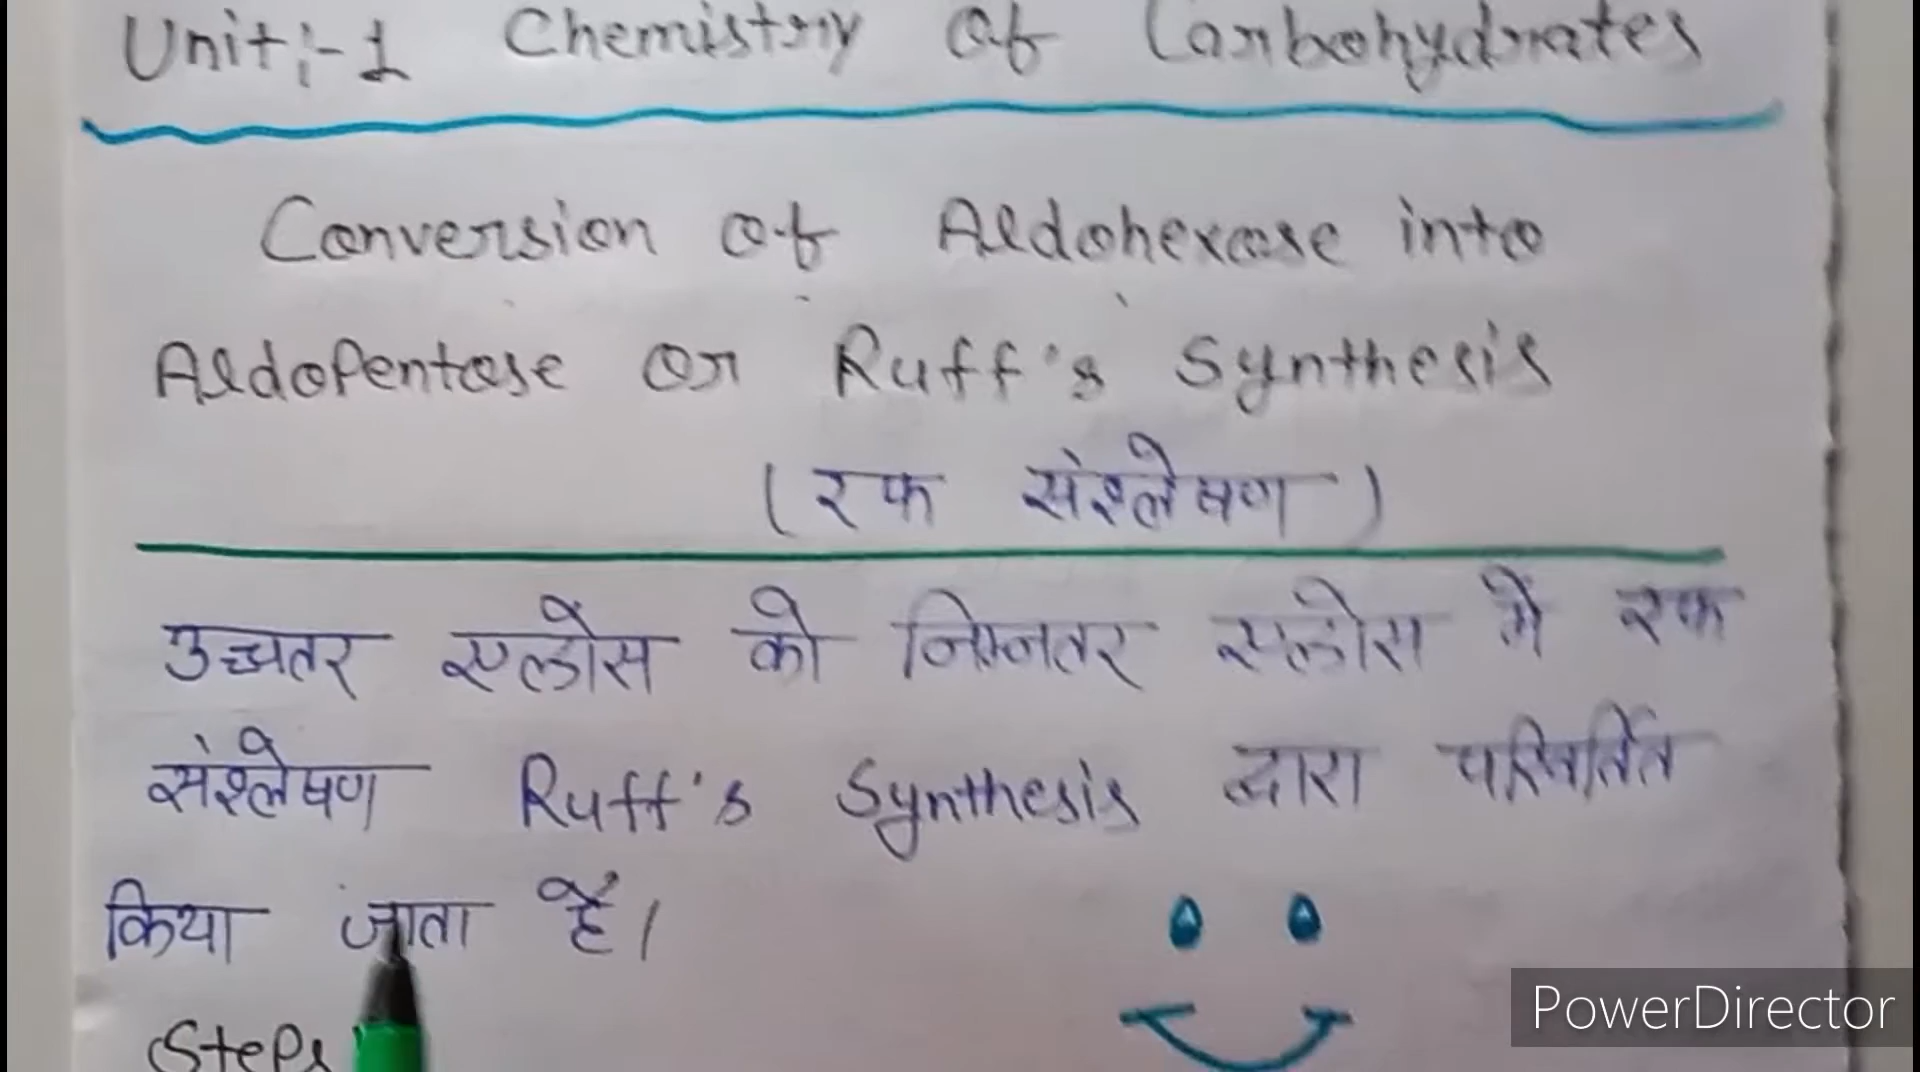 Unit:-1 Chemistry of Carbohydrates
Conversion of Aldohexose into
AldoPentose or Ruff's Synthesis
(रफ संश्लेषण)
उच्चतर एल्डोस को निम्नतर एल्डोस में रफ
संश्लेषण Ruff's Synthesis द्वारा परिवर्तित
किया जाता है।
Steps
PowerDirector